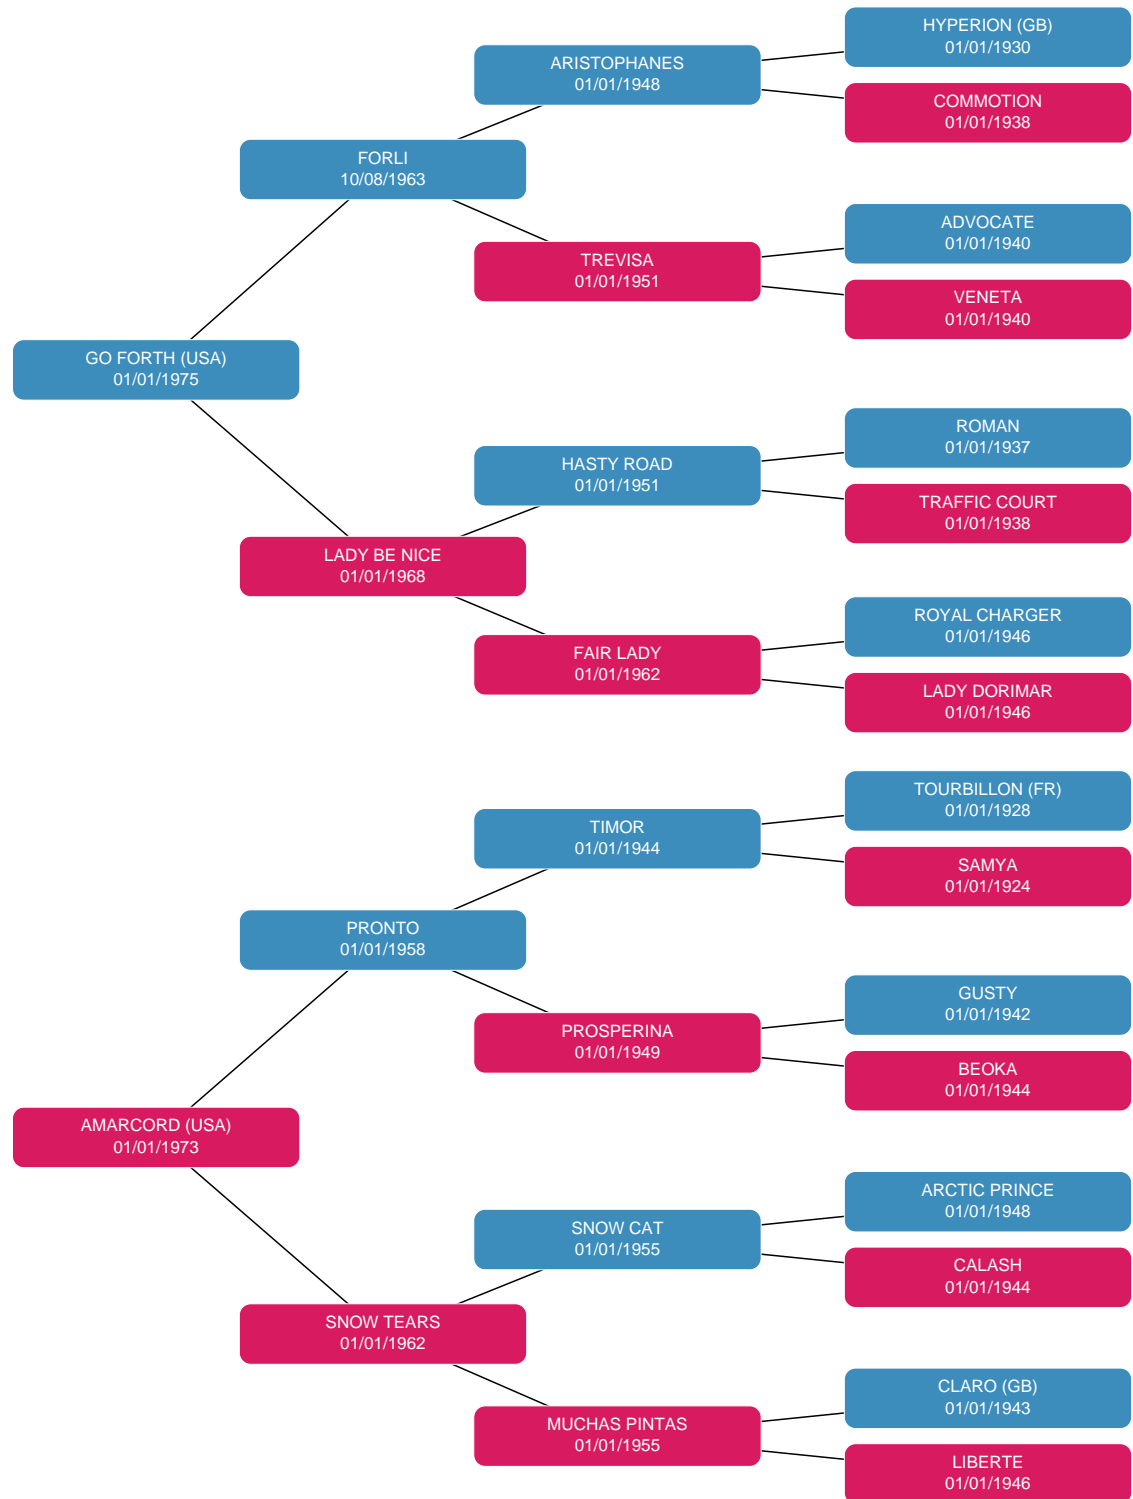 HYPERION (GB)
01/01/1930
ARISTOPHANES
01/01/1948
COMMOTION
01/01/1938
FORLI
10/08/1963
ADVOCATE
01/01/1940
TREVISA
01/01/1951
VENETA
01/01/1940
GO FORTH (USA)
01/01/1975
ROMAN
01/01/1937
HASTY ROAD
01/01/1951
TRAFFIC COURT
01/01/1938
LADY BE NICE
01/01/1968
ROYAL CHARGER
01/01/1946
FAIR LADY
01/01/1962
LADY DORIMAR
01/01/1946
TOURBILLON (FR)
01/01/1928
TIMOR
01/01/1944
SAMYA
01/01/1924
PRONTO
01/01/1958
GUSTY
01/01/1942
PROSPERINA
01/01/1949
BEOKA
01/01/1944
AMARCORD (USA)
01/01/1973
ARCTIC PRINCE
01/01/1948
SNOW CAT
01/01/1955
CALASH
01/01/1944
SNOW TEARS
01/01/1962
CLARO (GB)
01/01/1943
MUCHAS PINTAS
01/01/1955
LIBERTE
01/01/1946